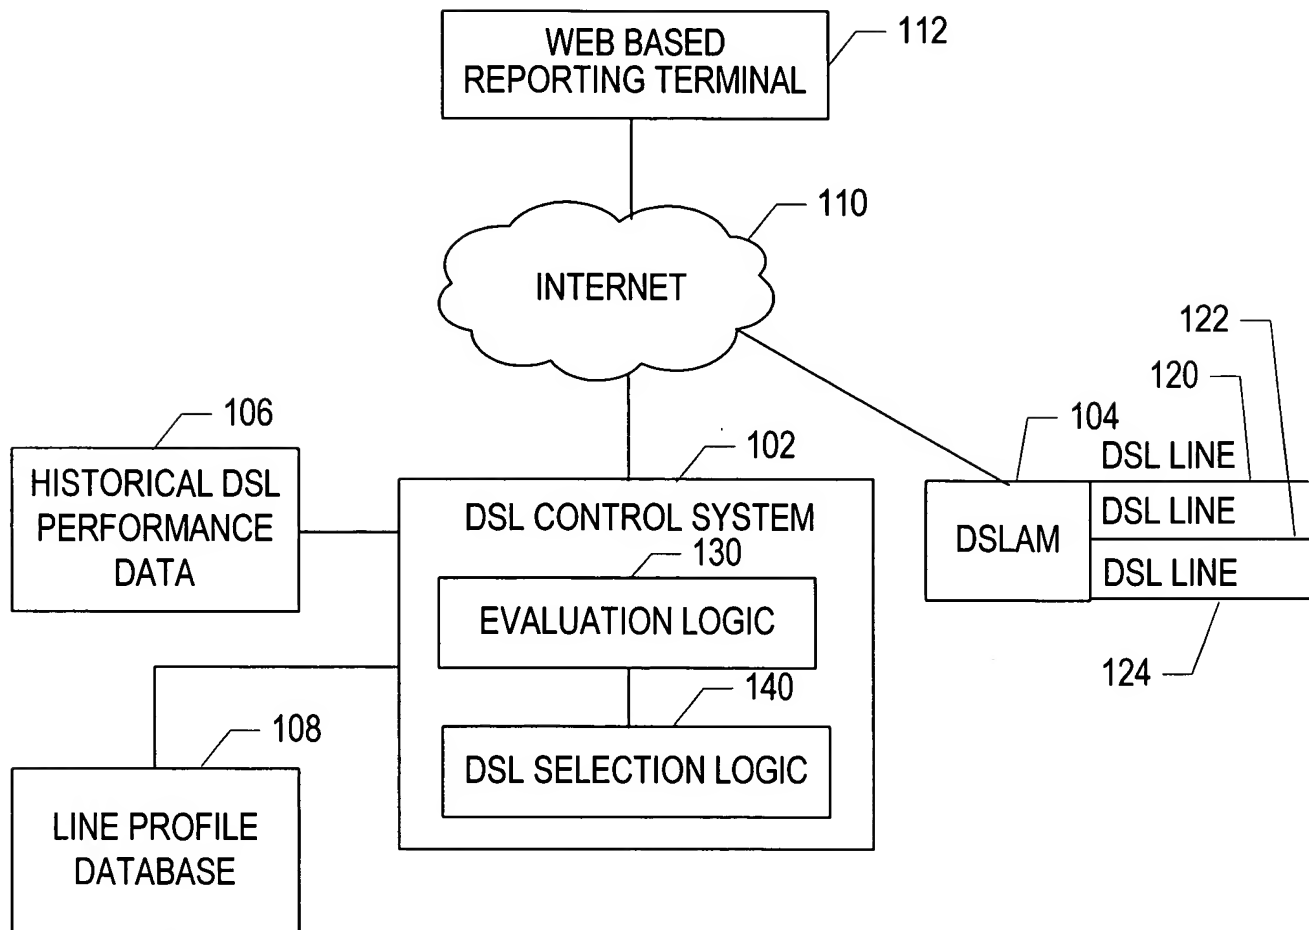 WEB BASED
REPORTING TERMINAL
112
110
INTERNET
122
120
106
102
104
DSL LINE
HISTORICAL DSL
PERFORMANCE
DATA
DSL CONTROL SYSTEM
130
EVALUATION LOGIC
DSLAM
DSL LINE
DSL LINE
124
140
DSL SELECTION LOGIC
108
LINE PROFILE
DATABASE